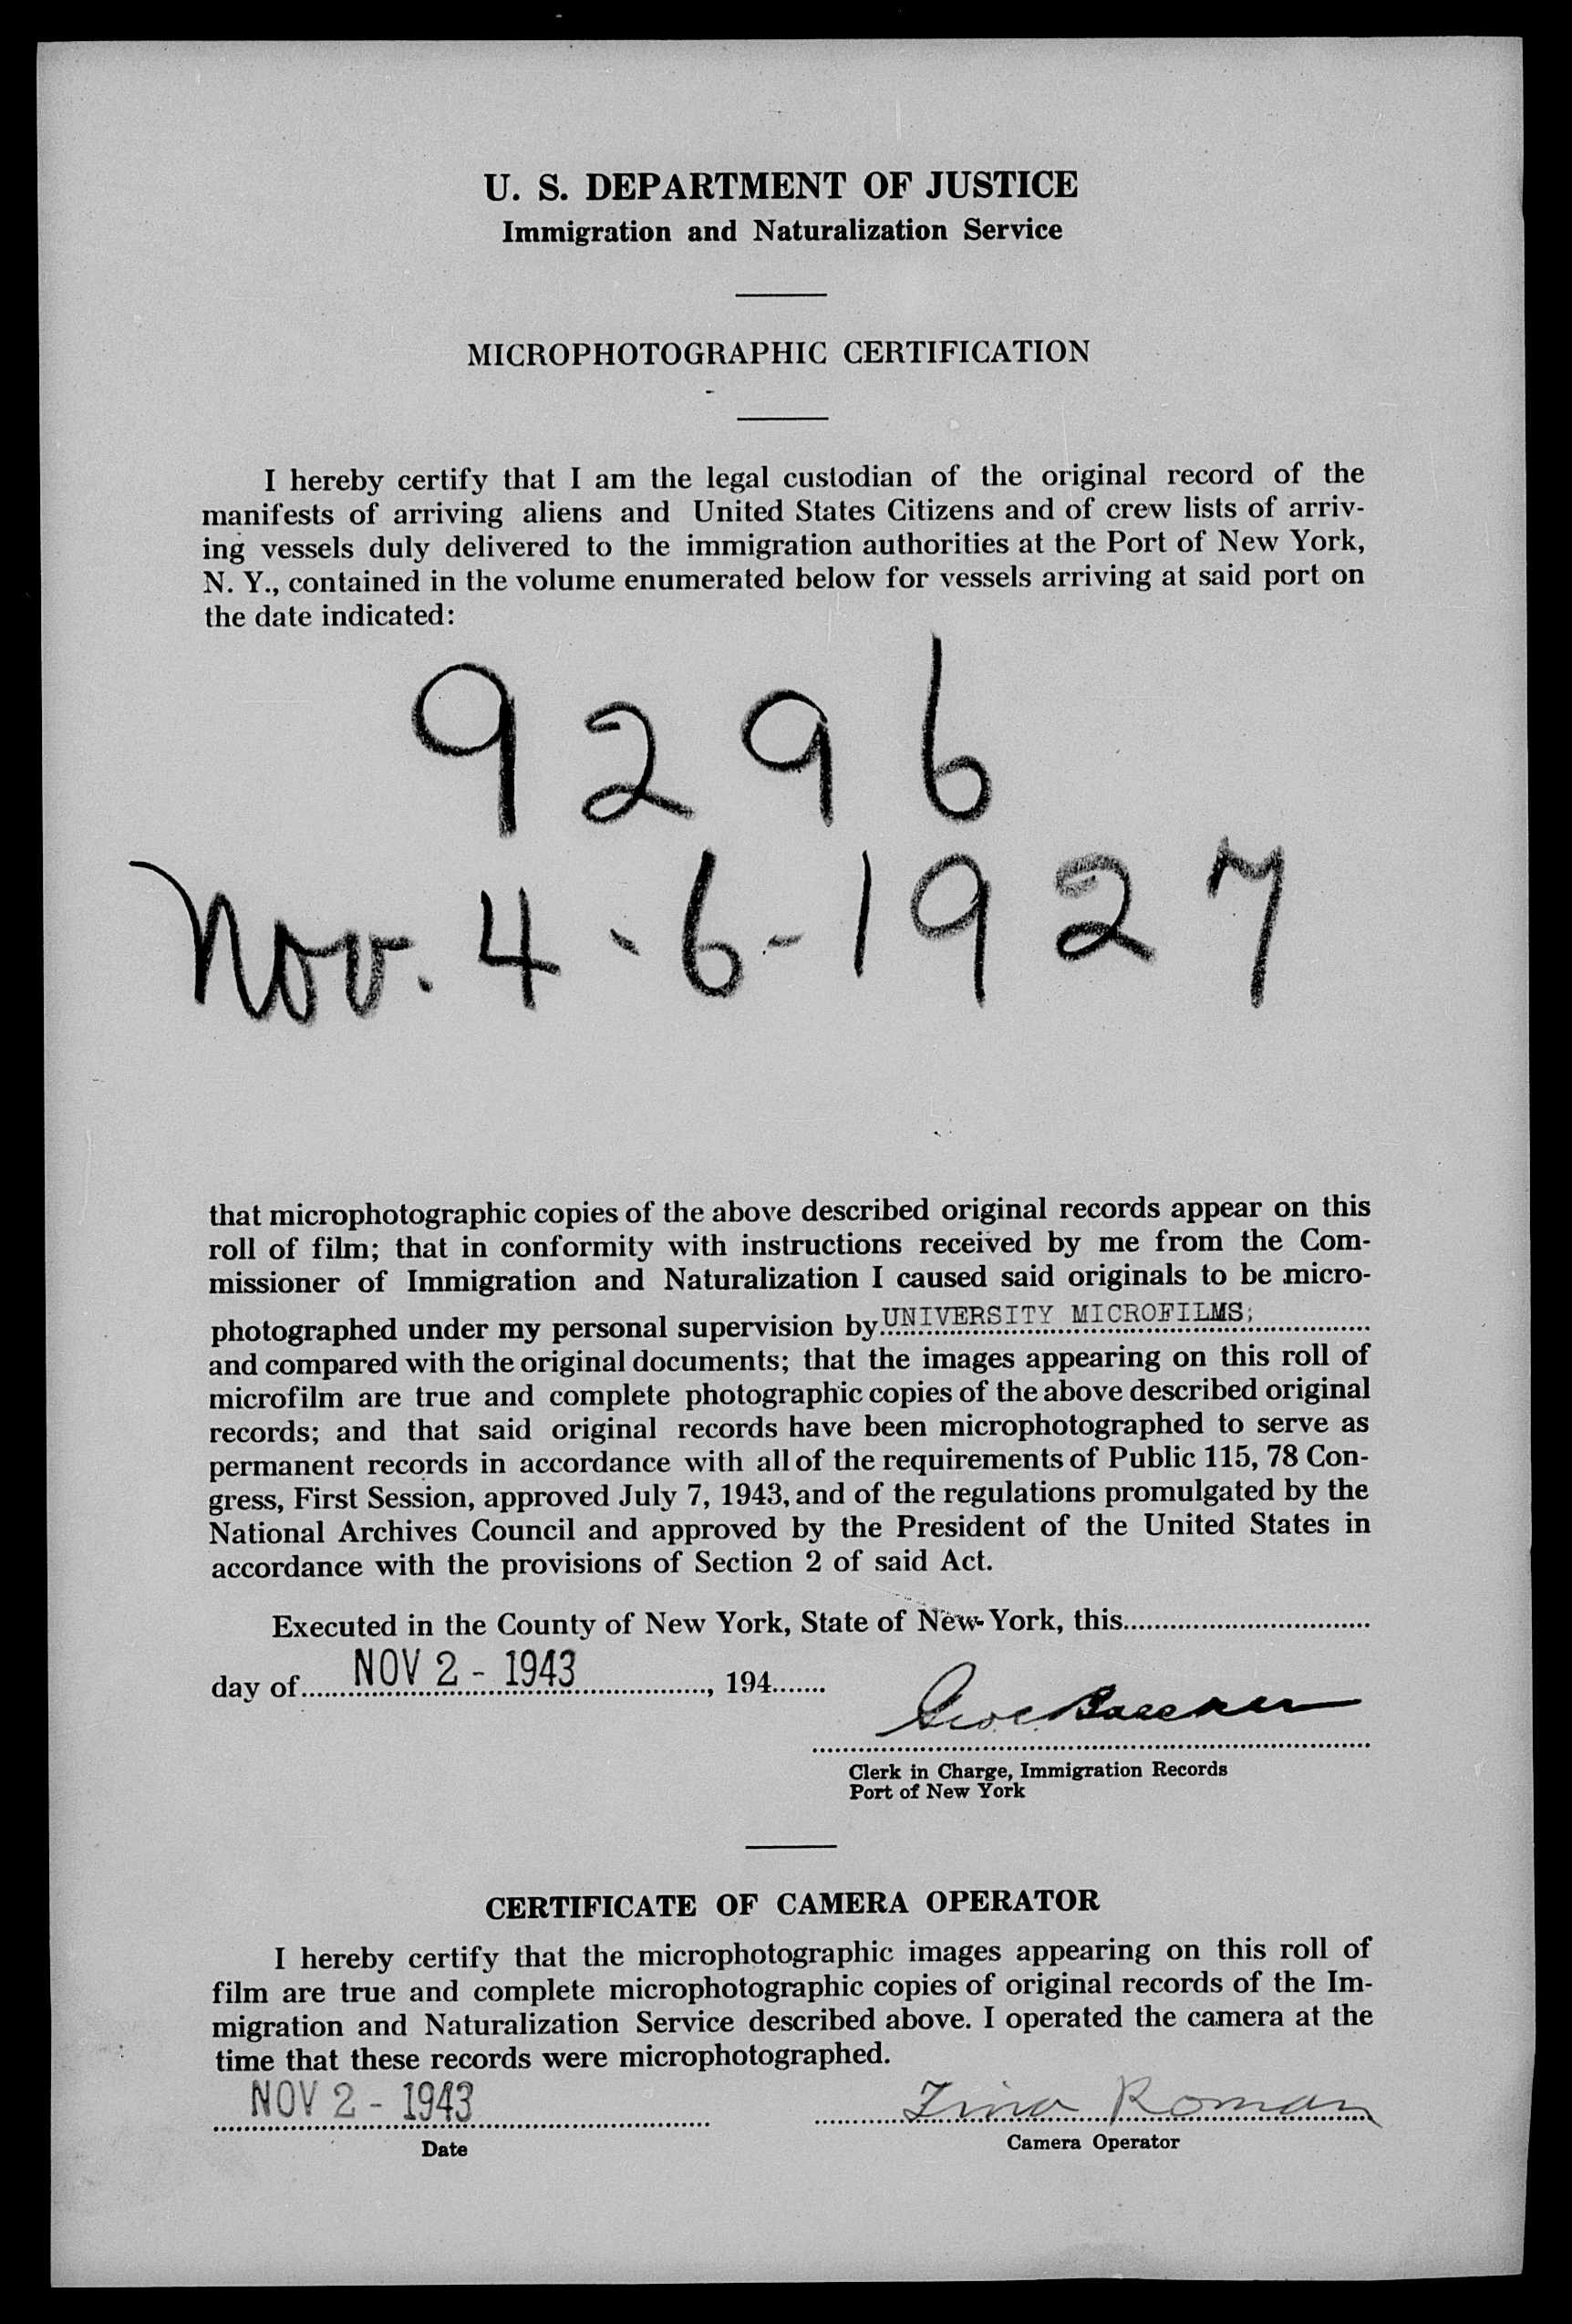 U. S. DEPARTMENT OF JUSTICE
Immigration and Naturalization Service
MICROPHOTOGRAPHIC CERTIFICATION
I hereby certify that I am the legal custodian of the original record of the
manifests of arriving aliens and United States Citizens and of crew lists of arriv-
ing vessels duly delivered to the immigration authorities at the Port of New York,
N. Y., contained in the volume enumerated below for vessels arriving at said port on
the date indicated:
9296
Nov. 4-6-1927
that microphotographic copies of the above described original records appear on this
roll of film; that in conformity with instructions received by me from the Com-
missioner of Immigration and Naturalization I caused said originals to be micro-
photographed under my personal supervision by UNIVERSITY MICROFILMS;
and compared with the original documents; that the images appearing on this roll of
microfilm are true and complete photographic copies of the above described original
records; and that said original records have been microphotographed to serve as
permanent records in accordance with all of the requirements of Public 115, 78 Con-
gress, First Session, approved July 7, 1943, and of the regulations promulgated by the
National Archives Council and approved by the President of the United States in
accordance with the provisions of Section 2 of said Act.
Executed in the County of New York, State of New York, this
day of NOV 2 - 1943, 194
Clerk in Charge, Immigration Records
Port of New York
CERTIFICATE OF CAMERA OPERATOR
I hereby certify that the microphotographic images appearing on this roll of
film are true and complete microphotographic copies of original records of the Im-
migration and Naturalization Service described above. I operated the camera at the
time that these records were microphotographed.
NOV 2 - 1943 Tina Roman
Date Camera Operator